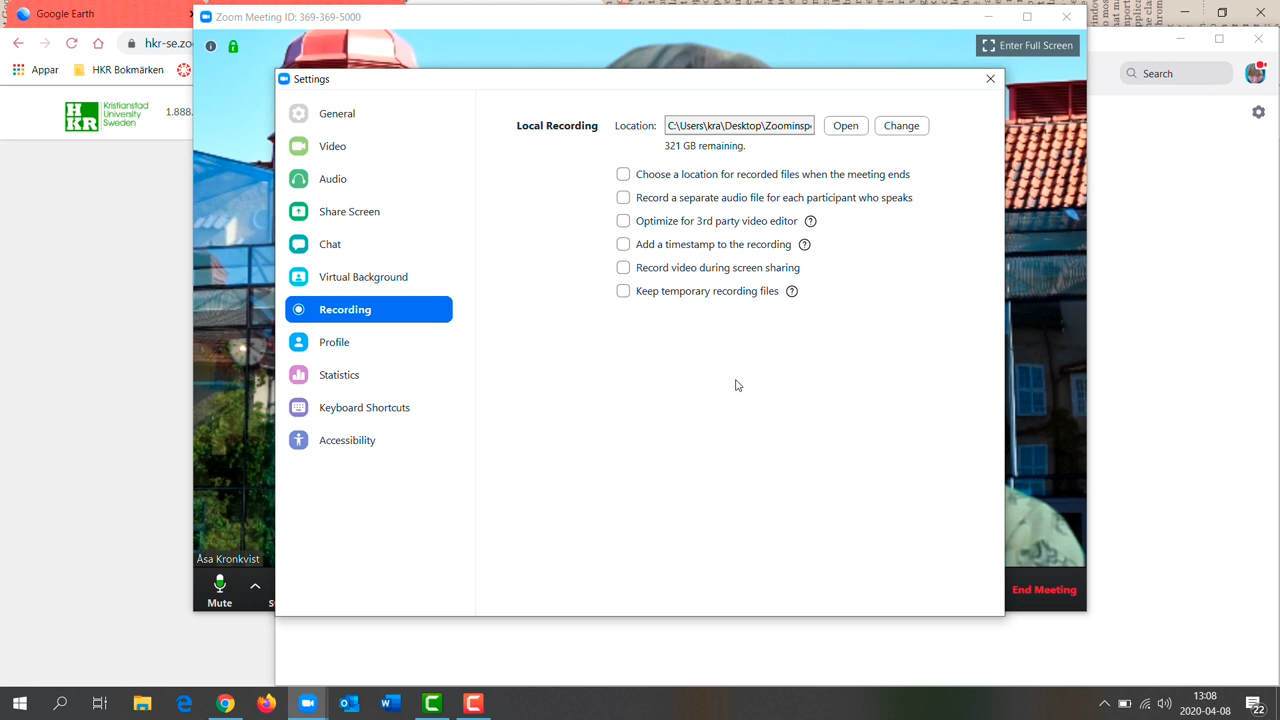 Google Earth
Zoom Meeting ID: 369-369-5000
Enter Full Screen
hkr-se.zo
Appar
HKR Bokmärken
Search
HKR
Kristianstad
University
Sweden
1.888.
Settings
General
Video
Audio
Share Screen
Chat
Virtual Background
Recording
Profile
Statistics
Keyboard Shortcuts
Accessibility
Local Recording
Location:
C:\Users\kra\Desktop\Zoominsp
Open
Change
321 GB remaining.
Choose a location for recorded files when the meeting ends
Record a separate audio file for each participant who speaks
Optimize for 3rd party video editor
Add a timestamp to the recording
Record video during screen sharing
Keep temporary recording files
Åsa Kronkvist
Mute
S
End Meeting
13:08
2020-04-08
22